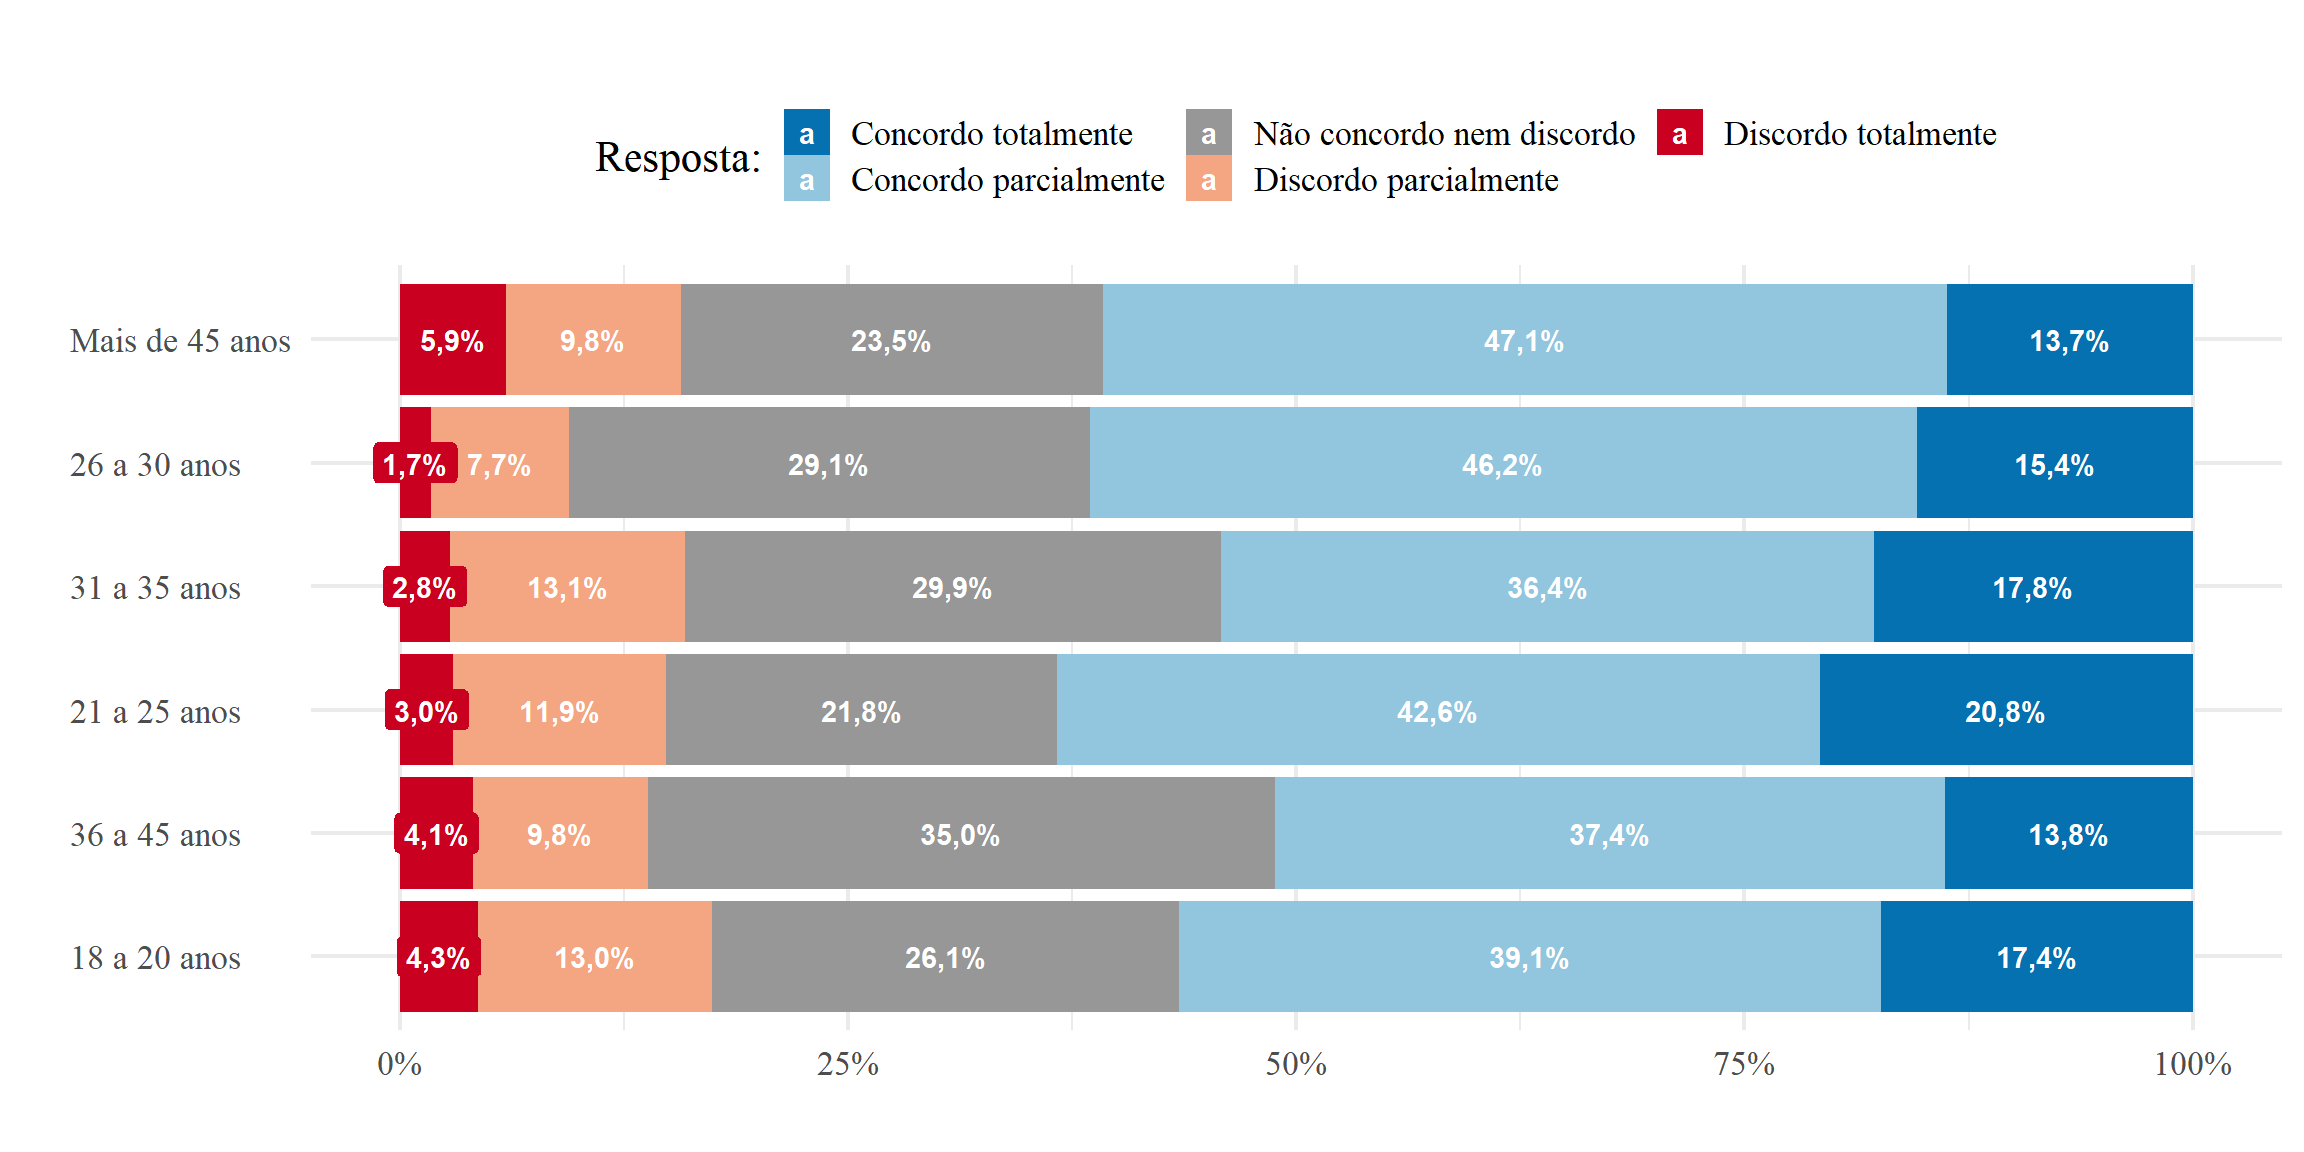 Resposta:
a Concordo totalmente
a Concordo parcialmente
a Não concordo nem discordo
a Discordo parcialmente
a Discordo totalmente
Mais de 45 anos 5,9% 9,8% 23,5% 47,1% 13,7%
26 a 30 anos 1,7% 7,7% 29,1% 46,2% 15,4%
31 a 35 anos 2,8% 13,1% 29,9% 36,4% 17,8%
21 a 25 anos 3,0% 11,9% 21,8% 42,6% 20,8%
36 a 45 anos 4,1% 9,8% 35,0% 37,4% 13,8%
18 a 20 anos 4,3% 13,0% 26,1% 39,1% 17,4%
0% 25% 50% 75% 100%